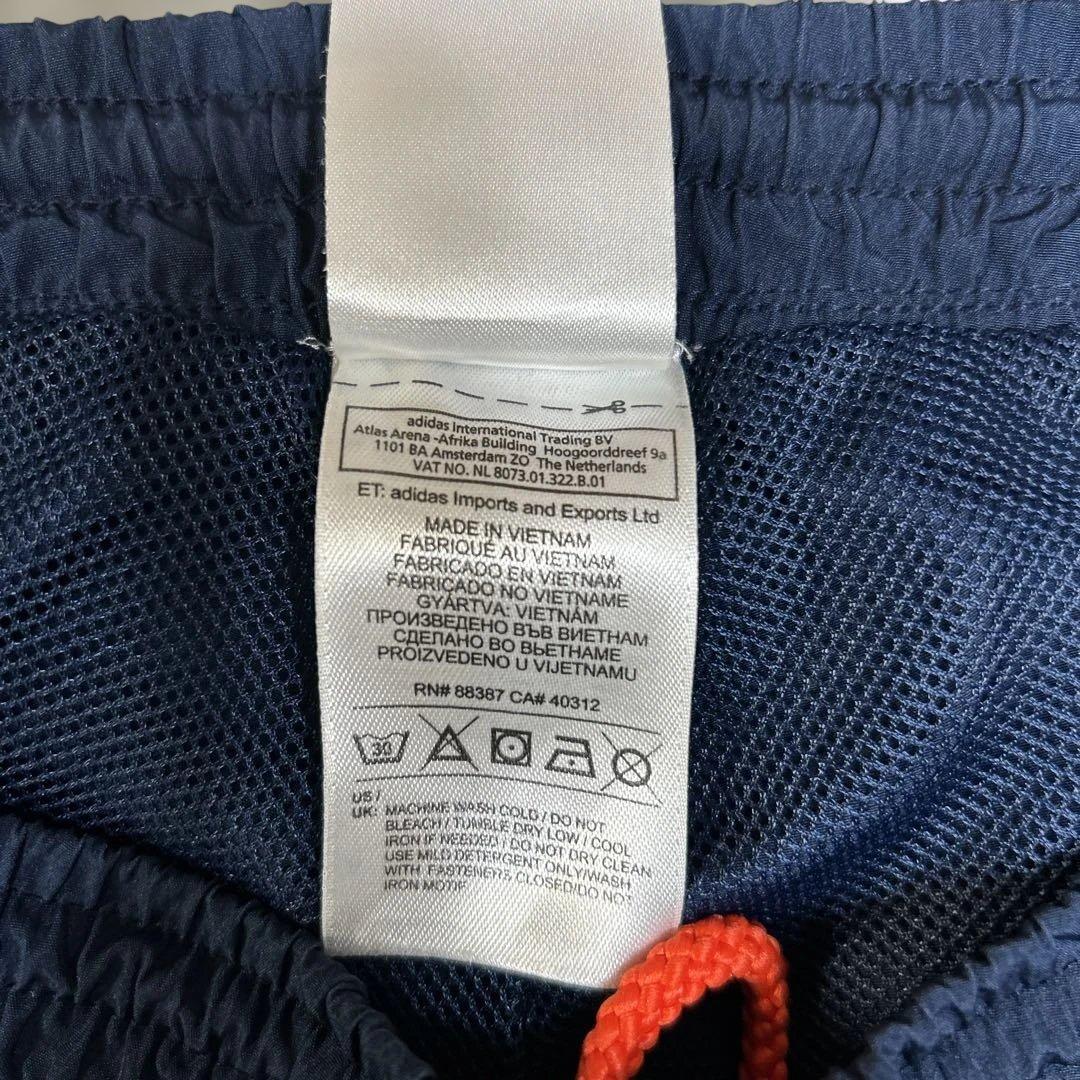 adidas International Trading BV
Atlas Arena -Afrika Building Hoogoorddreef 9a
1101 BA Amsterdam ZO The Netherlands
VAT NO. NL 8073.01.322.B.01
ET: adidas Imports and Exports Ltd
MADE IN VIETNAM
FABRIQUÉ AU VIETNAM
FABRICADO EN VIETNAM
FABRICADO NO VIETNAME
GYÁRTVA: VIETNÁM
ПРОИЗВЕДЕНО ВЪВ ВИЕТНАМ
СДЕЛАНО ВО ВЬЕТНАМЕ
PROIZVEDENO U VIJETNAMU
RN# 88387 CA# 40312
30
US /
UK: MACHINE WASH COLD / DO NOT
BLEACH / TUMBLE DRY LOW / COOL
IRON IF NEEDED / DO NOT DRY CLEAN
USE MILD DETERGENT ONLY/WASH
WITH FASTENERS CLOSED/DO NOT
IRON MOTIF